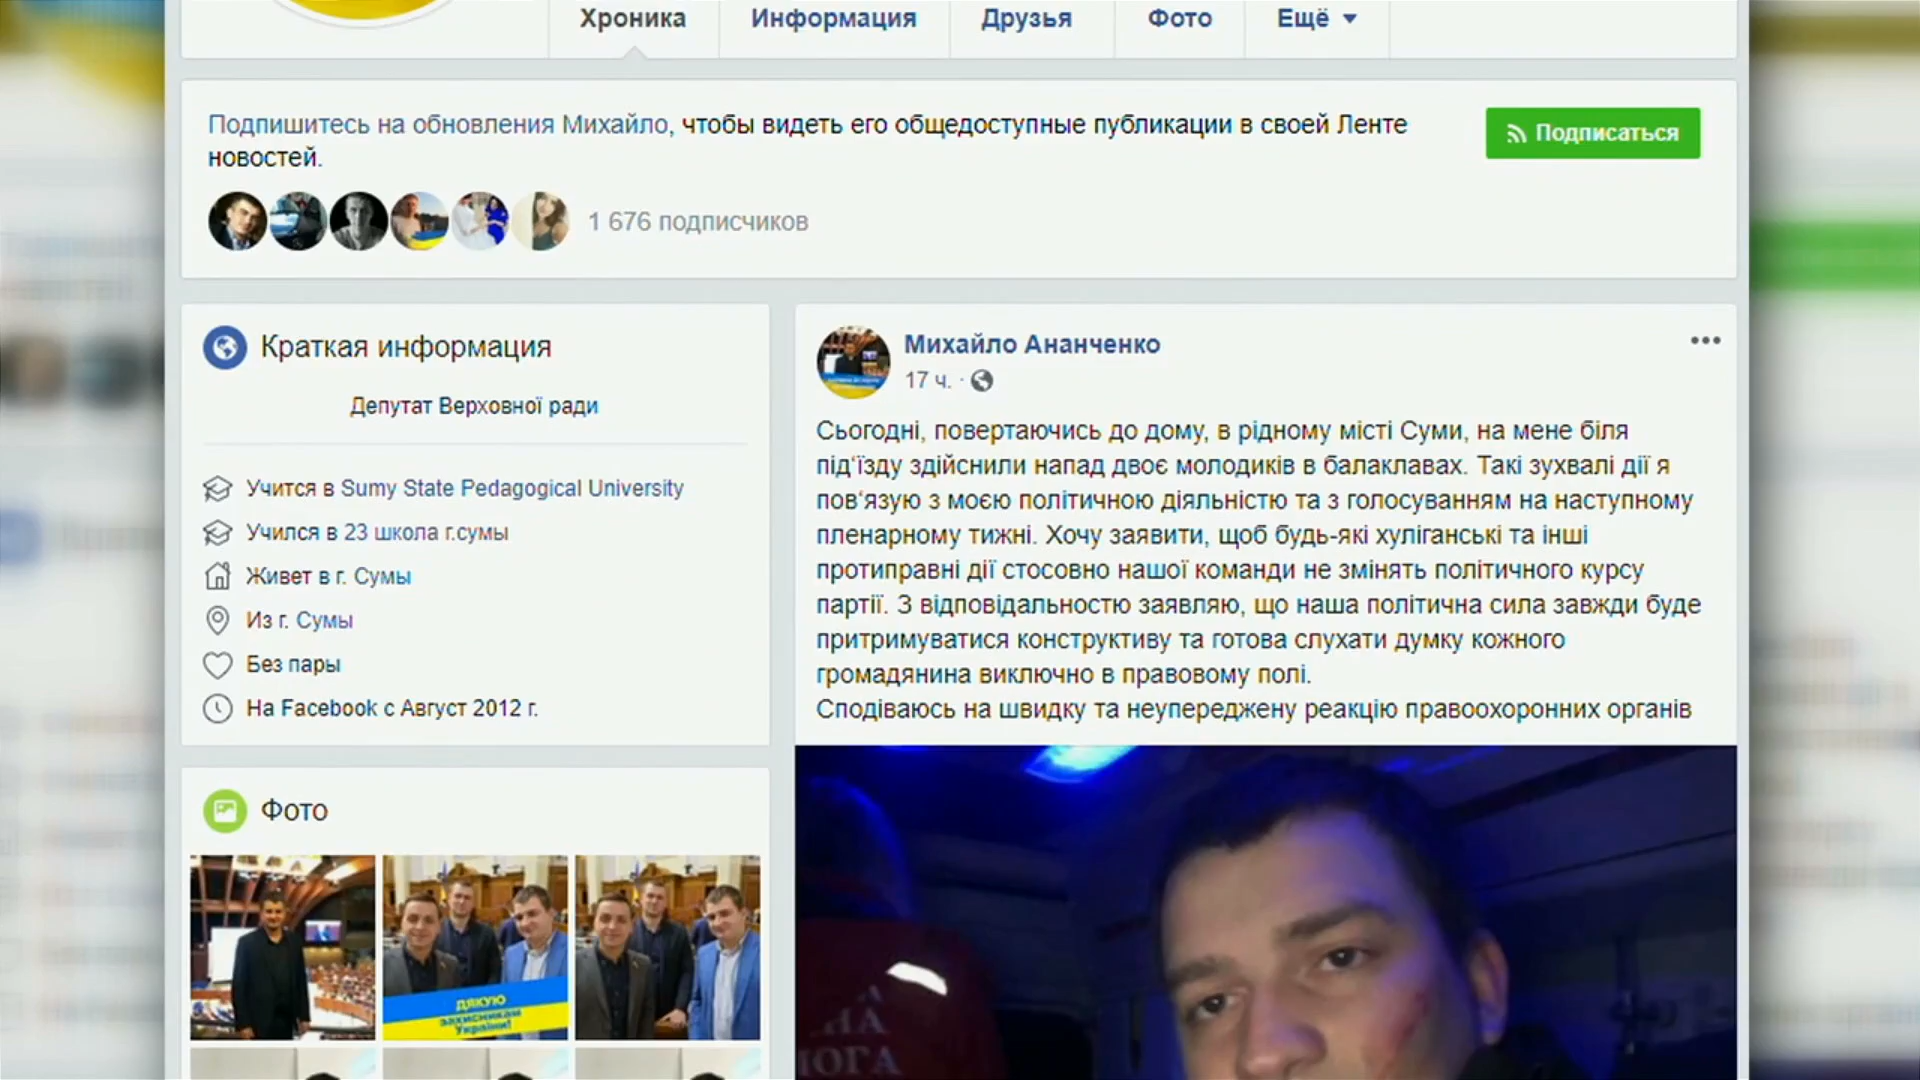 Хроника
Информация
Друзья
Фото
Ещё
Подпишитесь на обновления Михайло, чтобы видеть его общедоступные публикации в своей Ленте
новостей.
Подписаться
1 676 подписчиков
Краткая информация
Депутат Верховної ради
Учится в Sumy State Pedagogical University
Учился в 23 школа г.сумы
Живет в г. Сумы
Из г. Сумы
Без пары
На Facebook с Август 2012 г.
Фото
ДЯКУЮ
захисникам
України!
Михайло Ананченко
17 ч. ·
Сьогодні, повертаючись до дому, в рідному місті Суми, на мене біля
під'їзду здійснили напад двоє молодиків в балаклавах. Такі зухвалі дії я
пов'язую з моєю політичною діяльністю та з голосуванням на наступному
пленарному тижні. Хочу заявити, щоб будь-які хуліганські та інші
протиправні дії стосовно нашої команди не змінять політичного курсу
партії. З відповідальностю заявляю, що наша політична сила завжди буде
притримуватися конструктиву та готова слухати думку кожного
громадянина виключно в правовому полі.
Сподіваюсь на швидку та неупереджену реакцію правоохоронних органів